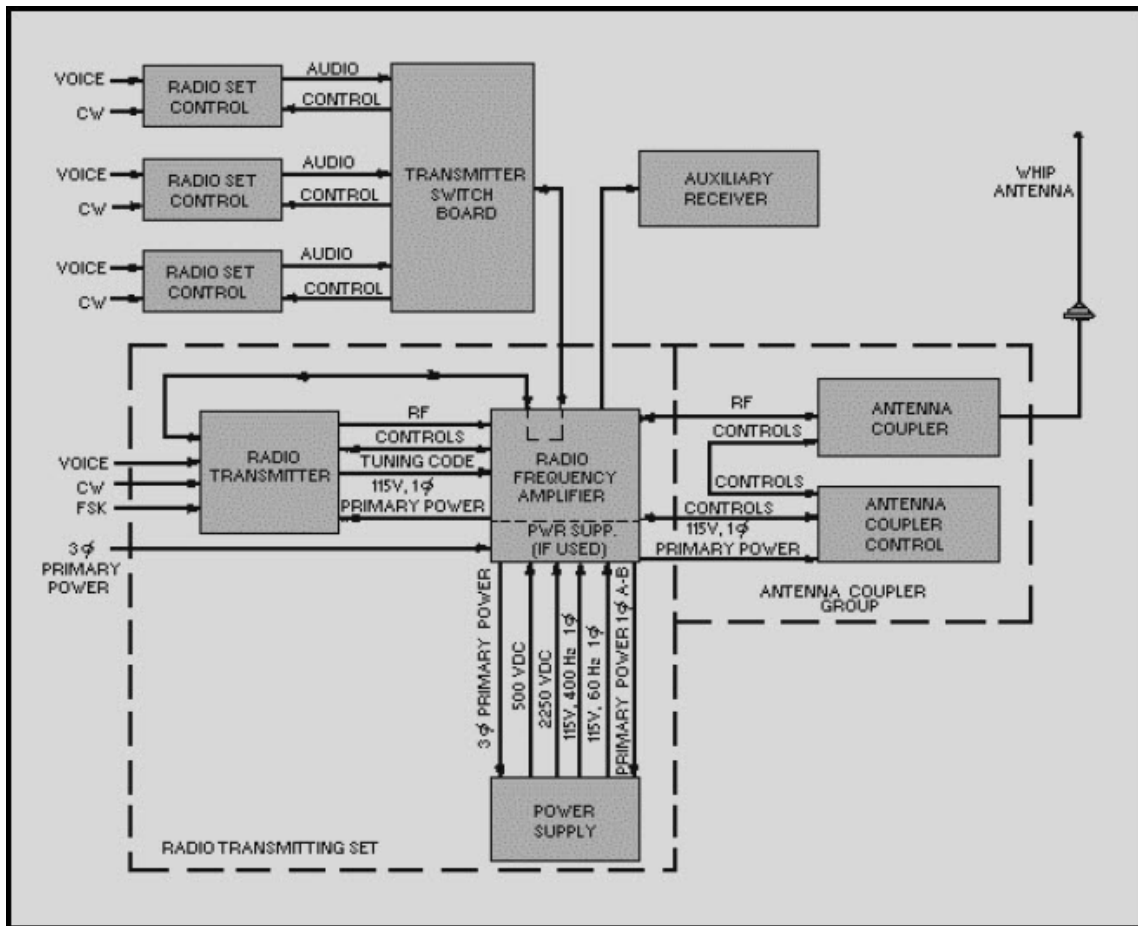 VOICE
CW
RADIO SET
CONTROL
AUDIO
CONTROL
VOICE
CW
RADIO SET
CONTROL
AUDIO
CONTROL
VOICE
CW
RADIO SET
CONTROL
AUDIO
CONTROL
TRANSMITTER
SWITCH
BOARD
AUXILIARY
RECEIVER
WHIP
ANTENNA
VOICE
CW
FSK
3ϕ
PRIMARY
POWER
RADIO
TRANSMITTER
RF
CONTROLS
TUNING CODE
115V, 1ϕ
PRIMARY POWER
RADIO
FREQUENCY
AMPLIFIER
PWR SUPP.
(IF USED)
RF
CONTROLS
CONTROLS
CONTROLS
115V, 1ϕ
PRIMARY POWER
ANTENNA
COUPLER
ANTENNA
COUPLER
CONTROL
ANTENNA COUPLER
GROUP
3ϕ PRIMARY POWER
500 VDC
2250 VDC
115V, 400 Hz 1ϕ
115V, 60 Hz 1ϕ
PRIMARY POWER 1ϕ A-B
POWER
SUPPLY
RADIO TRANSMITTING SET